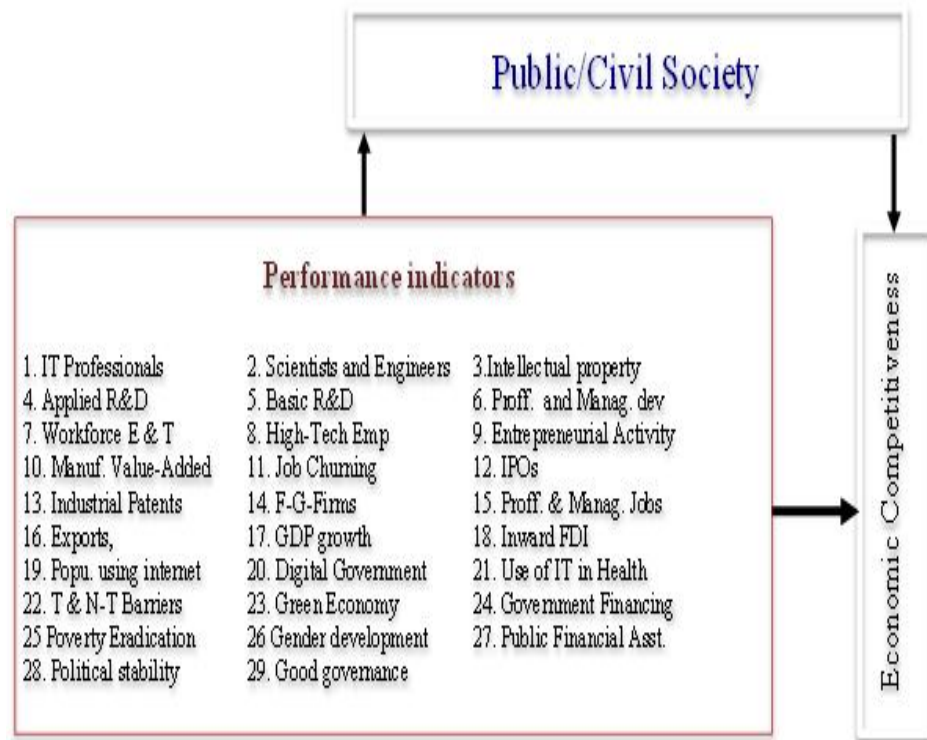 Public/Civil Society
Performance indicators
1. IT Professionals 2. Scientists and Engineers 3.Intellectual property
4. Applied R&D 5. Basic R&D 6. Proff. and Manag. dev
7. Workforce E & T 8. High-Tech Emp 9. Entrepreneurial Activity
10. Manuf. Value-Added 11. Job Churning 12. IPOs
13. Industrial Patents 14. F-G-Firms 15. Proff. & Manag. Jobs
16. Exports, 17. GDP growth 18. Inward FDI
19. Popu. using internet 20. Digital Government 21. Use of IT in Health
22. T & N-T Barriers 23. Green Economy 24. Government Financing
25 Poverty Eradication 26 Gender development 27. Public Financial Asst.
28. Political stability 29. Good governance
Economic Competitiveness